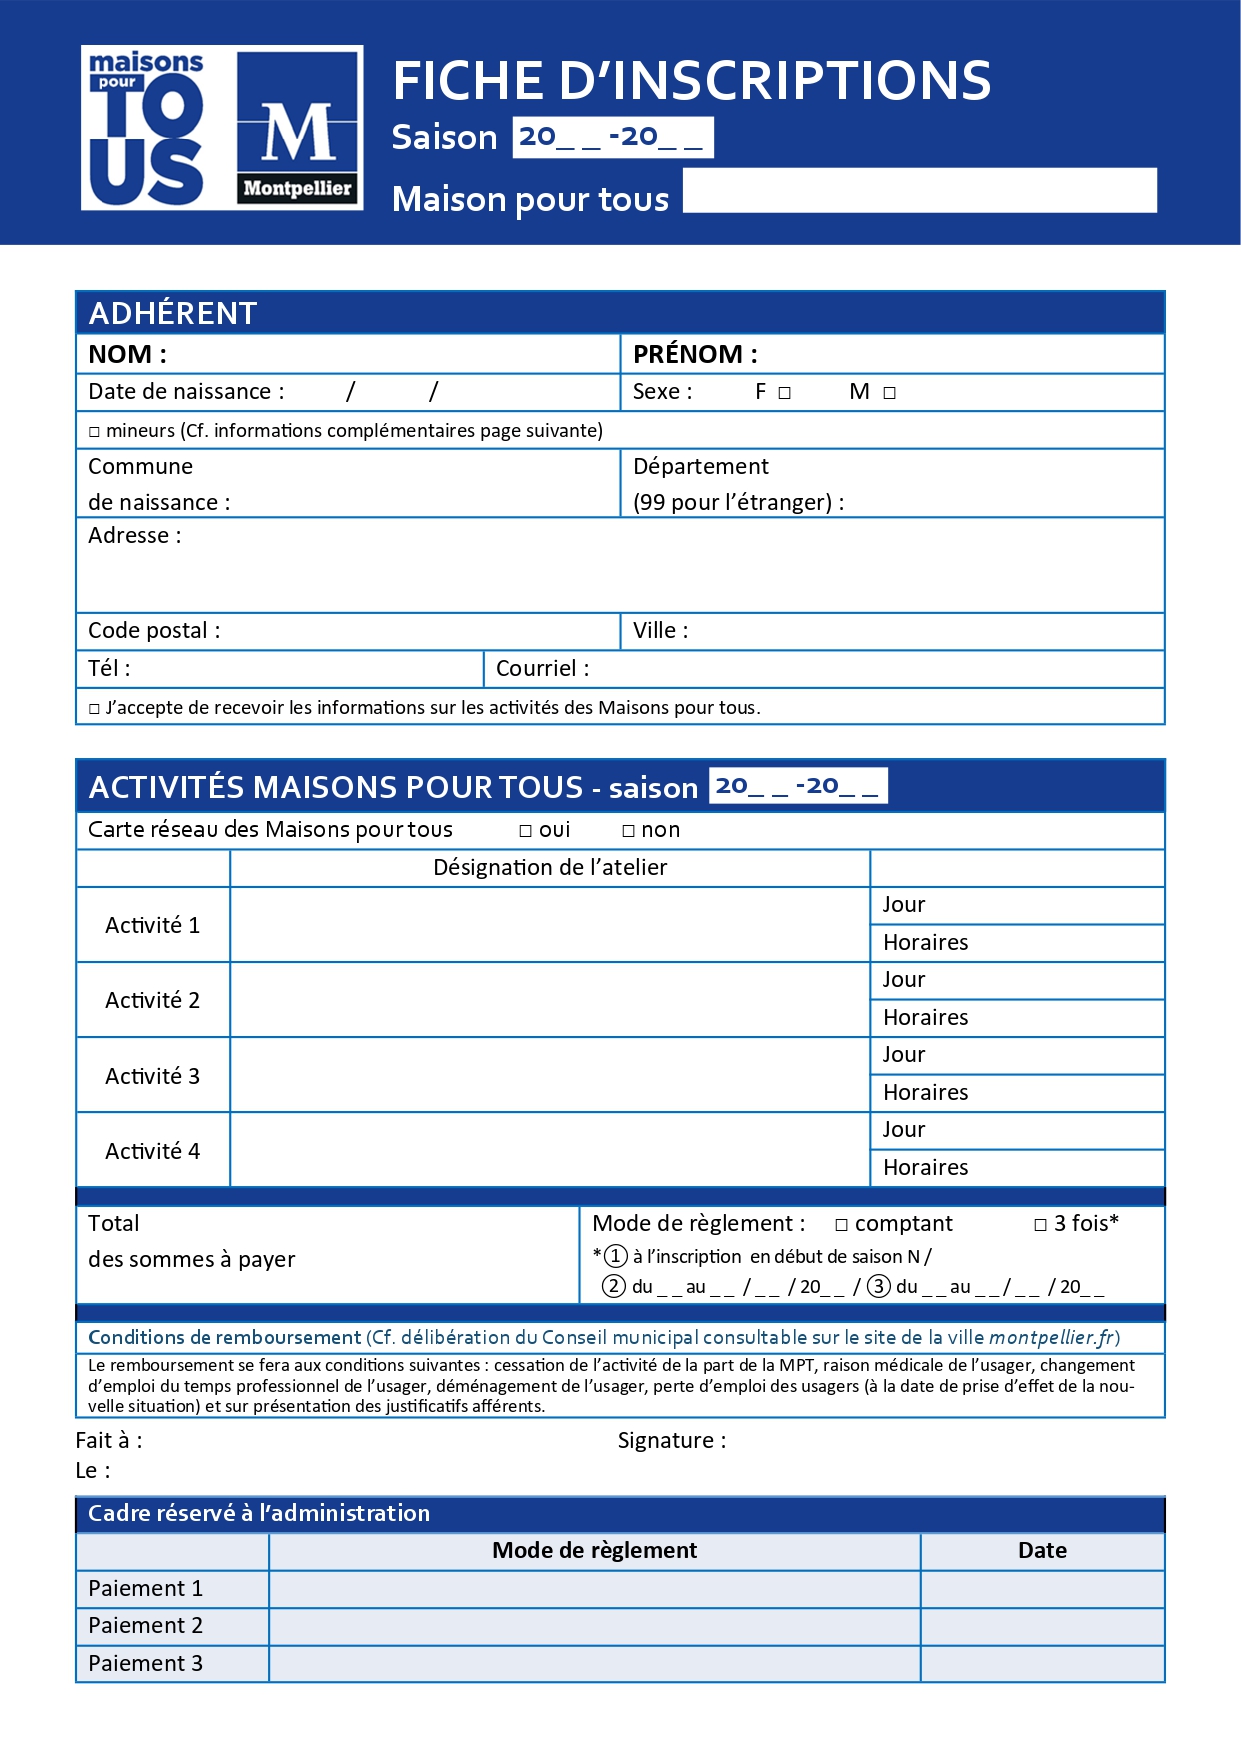 maisons
pour
TO
US
M
Montpellier
FICHE D’INSCRIPTIONS
Saison 20_ _ -20_ _
Maison pour tous
ADHÉRENT
NOM : PRÉNOM :
Date de naissance : / / Sexe : F □ M □
□ mineurs (Cf. informations complémentaires page suivante)
Commune Département
de naissance : (99 pour l’étranger) :
Adresse :
Code postal : Ville :
Tél : Courriel :
□ J’accepte de recevoir les informations sur les activités des Maisons pour tous.
ACTIVITÉS MAISONS POUR TOUS - saison 20_ _ -20_ _
Carte réseau des Maisons pour tous □ oui □ non
Désignation de l’atelier
Activité 1
Jour
Horaires
Activité 2
Jour
Horaires
Activité 3
Jour
Horaires
Activité 4
Jour
Horaires
Total
des sommes à payer
Mode de règlement : □ comptant □ 3 fois*
*① à l’inscription en début de saison N /
② du _ _ au _ _ / _ _ / 20_ _ / ③ du _ _ au _ _ / _ _ / 20_ _
Conditions de remboursement (Cf. délibération du Conseil municipal consultable sur le site de la ville montpellier.fr)
Le remboursement se fera aux conditions suivantes : cessation de l’activité de la part de la MPT, raison médicale de l’usager, changement
d’emploi du temps professionnel de l’usager, déménagement de l’usager, perte d’emploi des usagers (à la date de prise d’effet de la nou-
velle situation) et sur présentation des justificatifs afférents.
Fait à : Signature :
Le :
Cadre réservé à l’administration
Mode de règlement Date
Paiement 1
Paiement 2
Paiement 3